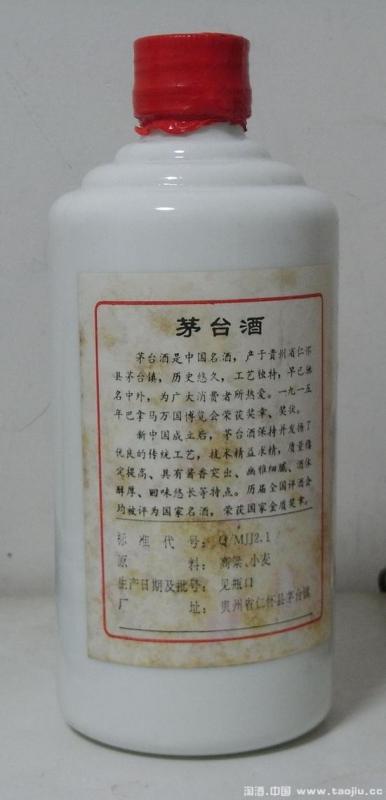 茅台酒
茅台酒是中国名酒，产于贵州省仁怀
县茅台镇，历史悠久，工艺独特，早已驰
名中外，为广大消费者所热爱。一九一五
年巴拿马万国博览会荣获奖章、奖状。
新中国成立后，茅台酒保持并发扬了
优良的传统工艺，技术精益求精，质量稳
定提高、具有酱香突出、幽雅细腻、酒体
醇厚、回味悠长等特点。历届全国评酒会
均被评为国家名酒，荣获国家金质奖章。
标准代号：Q/MJJ2.1
原料：高粱、小麦
生产日期及批号：见瓶口
厂址：贵州省仁怀县茅台镇
淘酒.中国 www.taojiu.cc